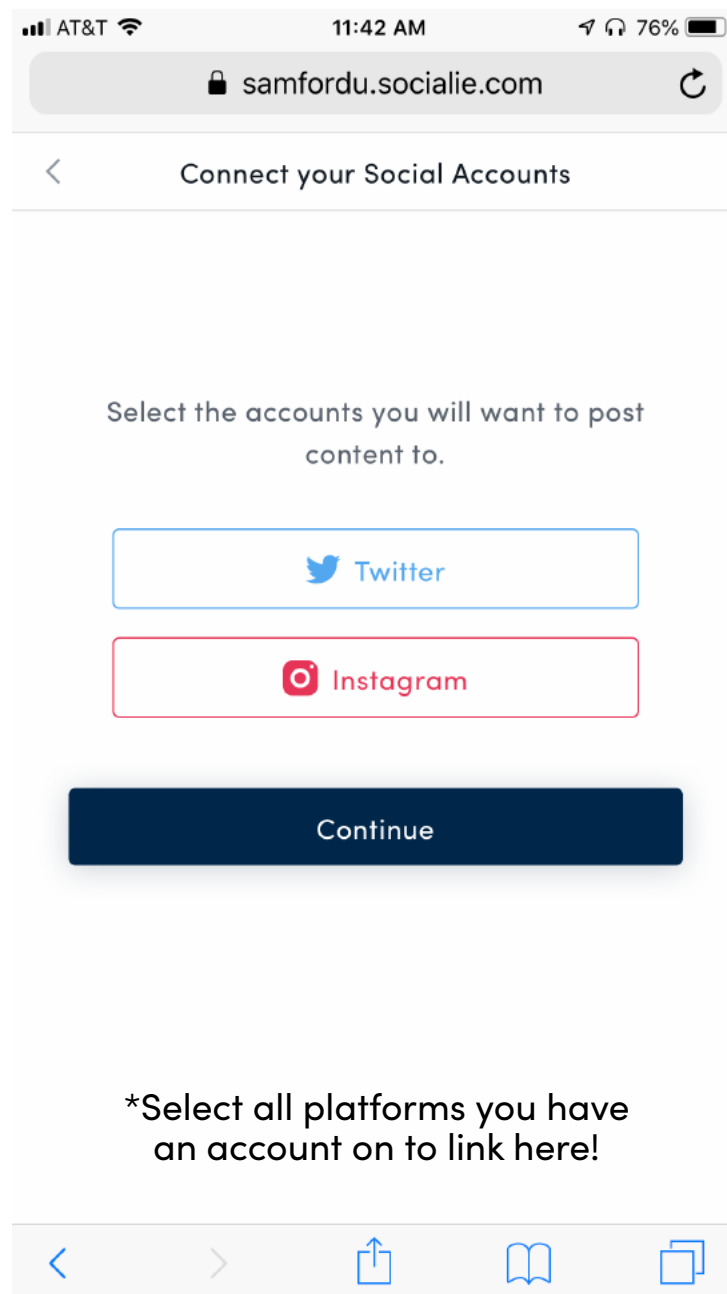 AT&T 11:42 AM 76%
samfordu.socialie.com
Connect your Social Accounts
Select the accounts you will want to post
content to.
Twitter
Instagram
Continue
*Select all platforms you have
an account on to link here!